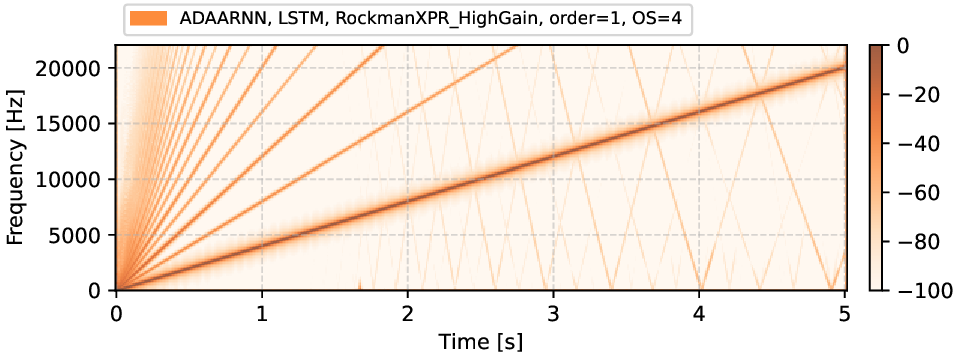 ADAARNN, LSTM, RockmanXPR_HighGain, order=1, OS=4
Frequency [Hz]
20000
15000
10000
5000
0
0 1 2 3 4 5
Time [s]
0
−20
−40
−60
−80
−100